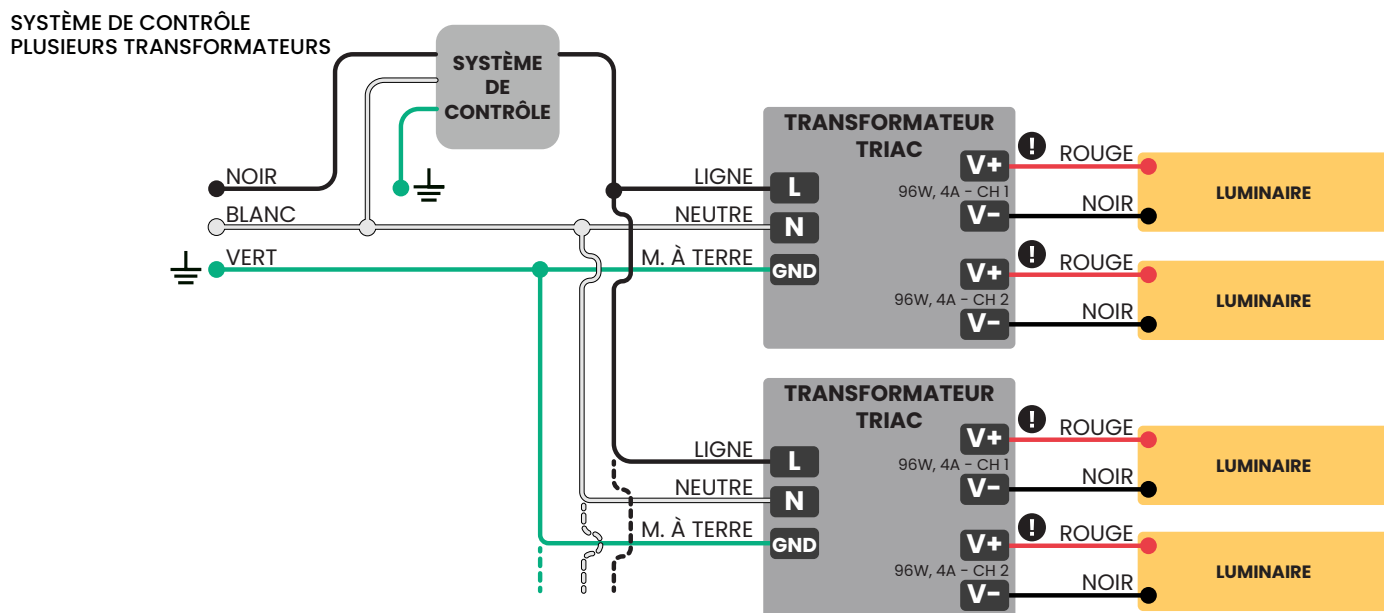 SYSTÈME DE CONTRÔLE
PLUSIEURS TRANSFORMATEURS
SYSTÈME
DE
CONTRÔLE
NOIR
BLANC
VERT
LIGNE
NEUTRE
M. À TERRE
TRANSFORMATEUR
TRIAC
L
N
GND
V+
96W, 4A - CH 1
V-
V+
96W, 4A - CH 2
V-
!
ROUGE
NOIR
LUMINAIRE
!
ROUGE
NOIR
LUMINAIRE
LIGNE
NEUTRE
M. À TERRE
TRANSFORMATEUR
TRIAC
L
N
GND
V+
96W, 4A - CH 1
V-
V+
96W, 4A - CH 2
V-
!
ROUGE
NOIR
LUMINAIRE
!
ROUGE
NOIR
LUMINAIRE